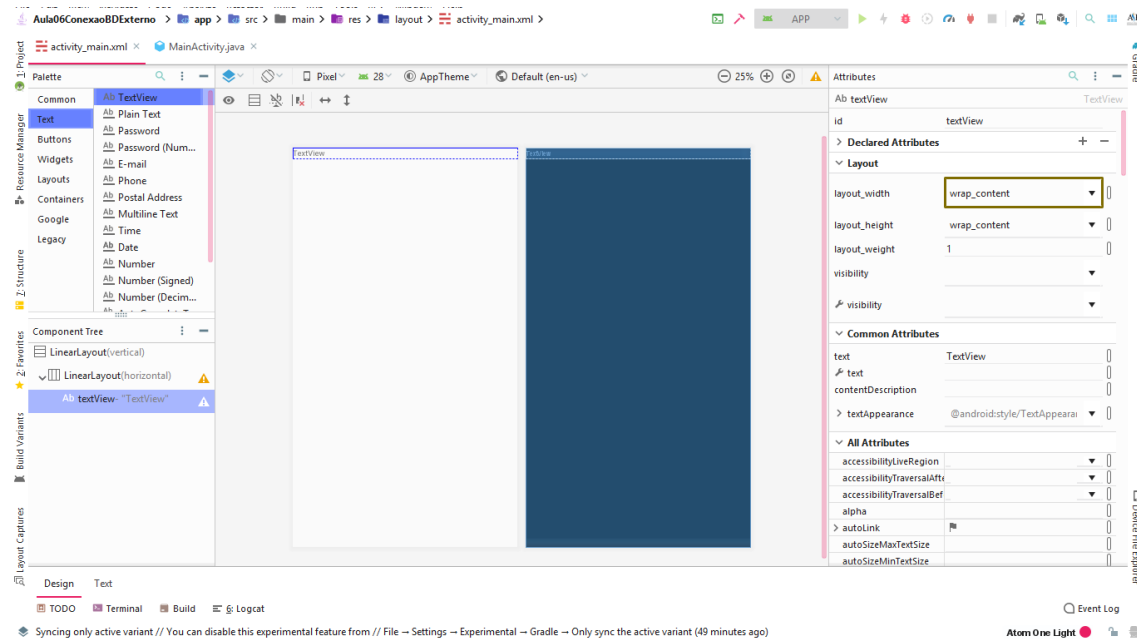 Aula06ConexaoBDExterno > app > src > main > res > layout > activity_main.xml >
APP
activity_main.xml ×
MainActivity.java ×
1: Project
Resource Manager
Z: Structure
2: Favorites
Build Variants
Layout Captures
Palette
Common
Text
Buttons
Widgets
Layouts
Containers
Google
Legacy
Ab TextView
Ab Plain Text
Ab Password
Ab Password (Num...
Ab E-mail
Ab Phone
Ab Postal Address
Ab Multiline Text
Ab Time
Ab Date
Ab Number
Ab Number (Signed)
Ab Number (Decim...
Component Tree
LinearLayout(vertical)
LinearLayout(horizontal)
Ab textView- "TextView"
Pixel
28
AppTheme
Default (en-us)
25%
TextView
TextView
Attributes
Ab textView TextView
id textView
Declared Attributes
Layout
layout_width wrap_content
layout_height wrap_content
layout_weight 1
visibility
visibility
Common Attributes
text TextView
text
contentDescription
textAppearance @android:style/TextAppearai
All Attributes
accessibilityLiveRegion
accessibilityTraversalAfte
accessibilityTraversalBef
alpha
autoLink
autoSizeMaxTextSize
autoSizeMinTextSize
Gradle
Device File Explorer
Design Text
TODO Terminal Build 6: Logcat
Event Log
Syncing only active variant // You can disable this experimental feature from // File → Settings → Experimental → Gradle → Only sync the active variant (49 minutes ago)
Atom One Light